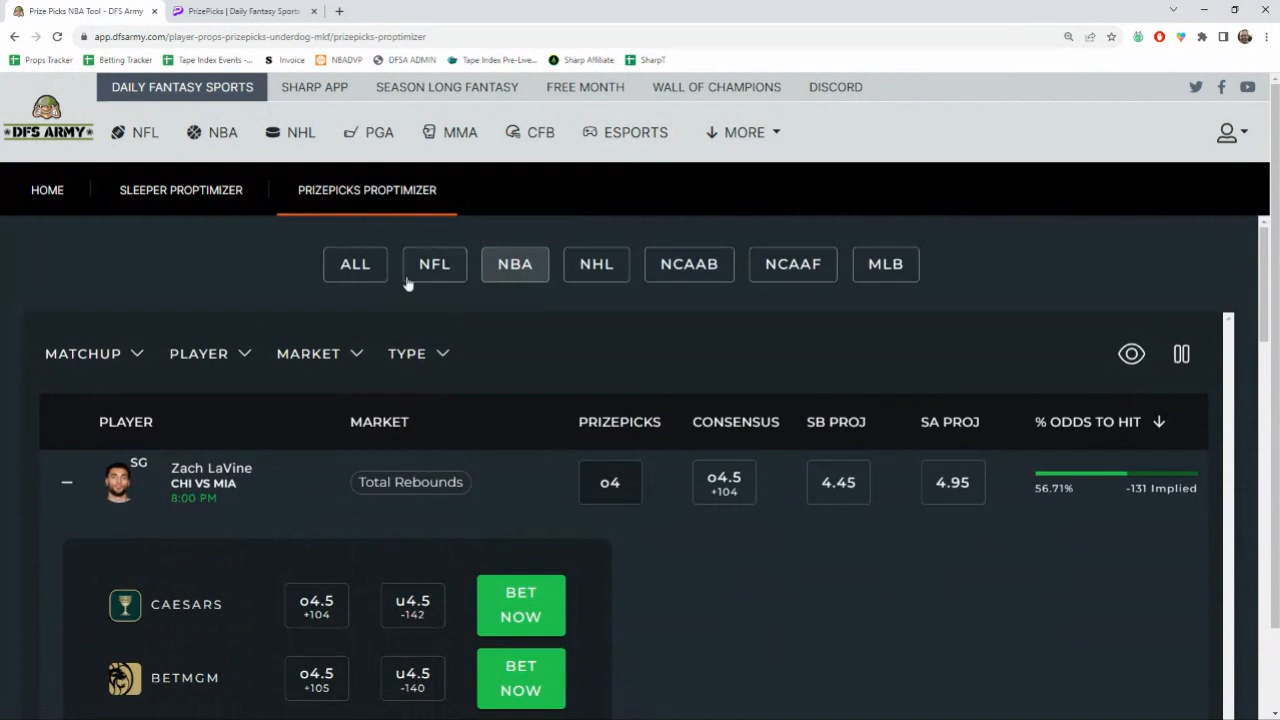 Prize Picks NBA Tool - DFS Army
PrizePicks | Daily Fantasy Sports
app.dfsarmy.com/player-props-prizepicks-underdog-mkf/prizepicks-proptimizer
Props Tracker Betting Tracker Tape Index Events -... Invoice NBADVP DFSA ADMIN Tape Index Pre-Live... Sharp Affiliate SharpT
DAILY FANTASY SPORTS SHARP APP SEASON LONG FANTASY FREE MONTH WALL OF CHAMPIONS DISCORD
DFS ARMY
NFL NBA NHL PGA MMA CFB ESPORTS MORE
HOME SLEEPER PROPTIMIZER PRIZEPICKS PROPTIMIZER
ALL NFL NBA NHL NCAAB NCAAF MLB
MATCHUP PLAYER MARKET TYPE
PLAYER MARKET PRIZEPICKS CONSENSUS SB PROJ SA PROJ % ODDS TO HIT
SG
Zach LaVine
CHI VS MIA
8:00 PM
Total Rebounds
o4
o4.5
+104
4.45
4.95
56.71% -131 Implied
CAESARS
o4.5
+104
u4.5
-142
BET
NOW
BETMGM
o4.5
+105
u4.5
-140
BET
NOW